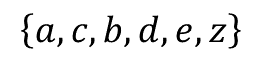 {a, c, b, d, e, z}